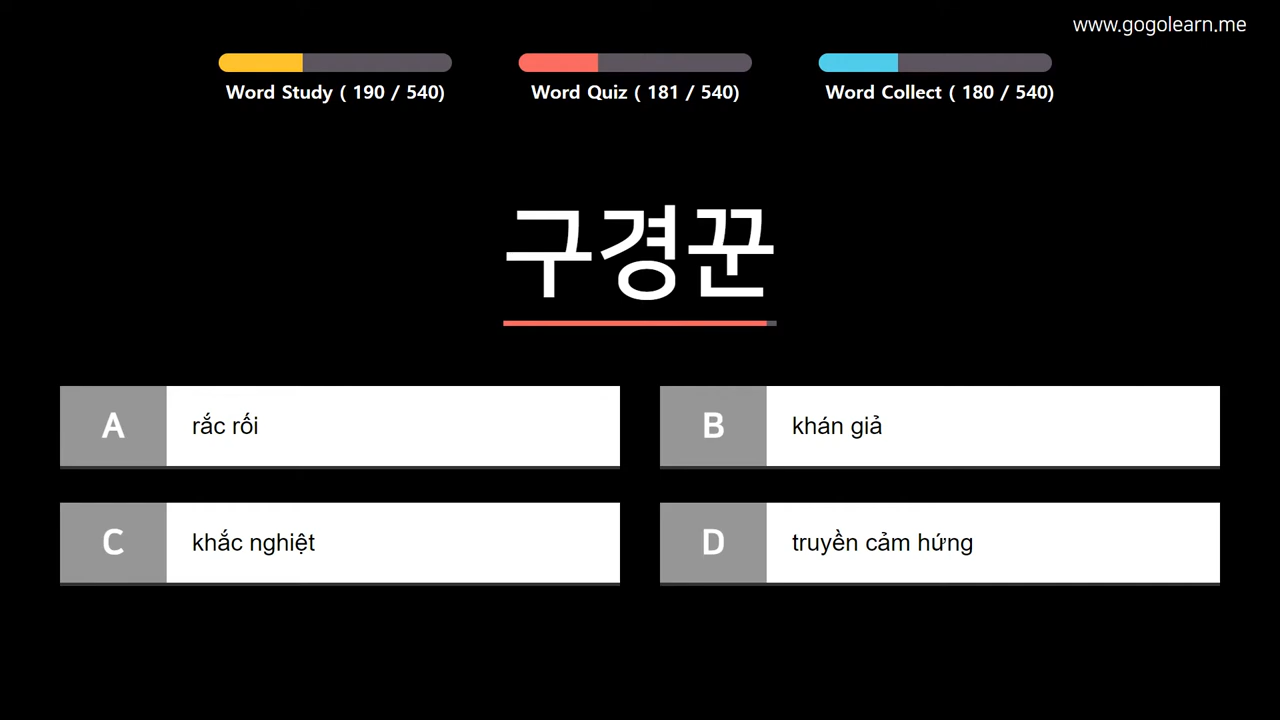 www.gogolearn.me
Word Study ( 190 / 540)
Word Quiz ( 181 / 540)
Word Collect ( 180 / 540)
구경꾼
A
rắc rối
B
khán giả
C
khắc nghiệt
D
truyền cảm hứng